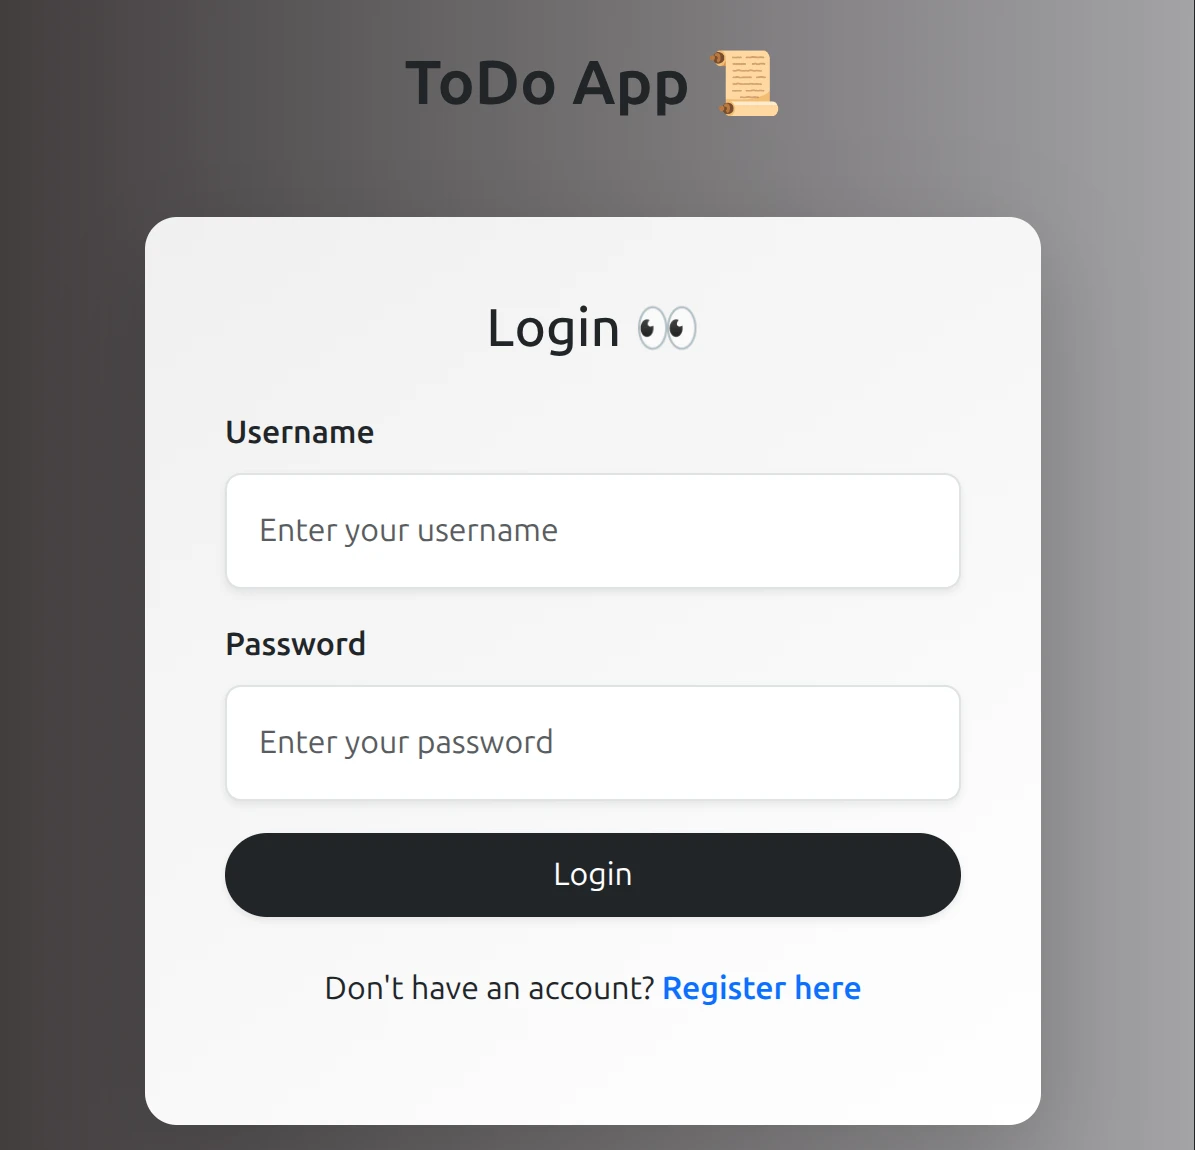 ToDo App 📜
Login 👀
Username
Enter your username
Password
Enter your password
Login
Don't have an account? Register here